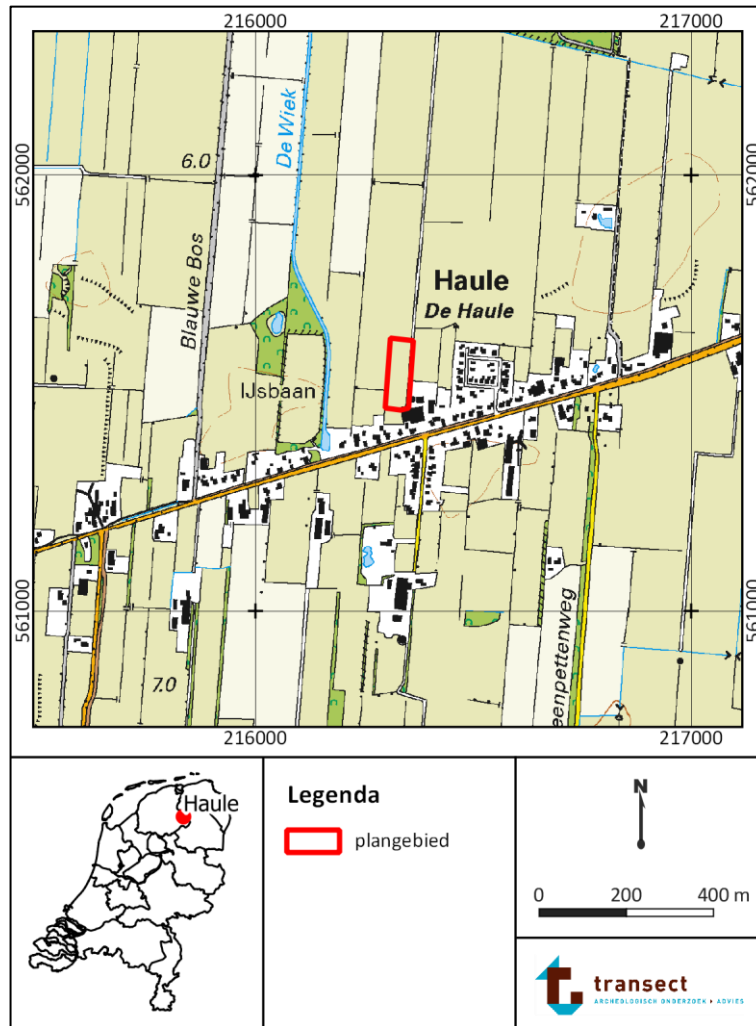 216000
217000
562000
562000
6.0
De Wiek
Blauwe Bos
Haule
De Haule
IJsbaan
561000
561000
7.0
eenpettenweg
216000
217000
Haule
Legenda
plangebied
N
0 200 400 m
transect
ARCHEOLOGISCH ONDERZOEK ADVIES